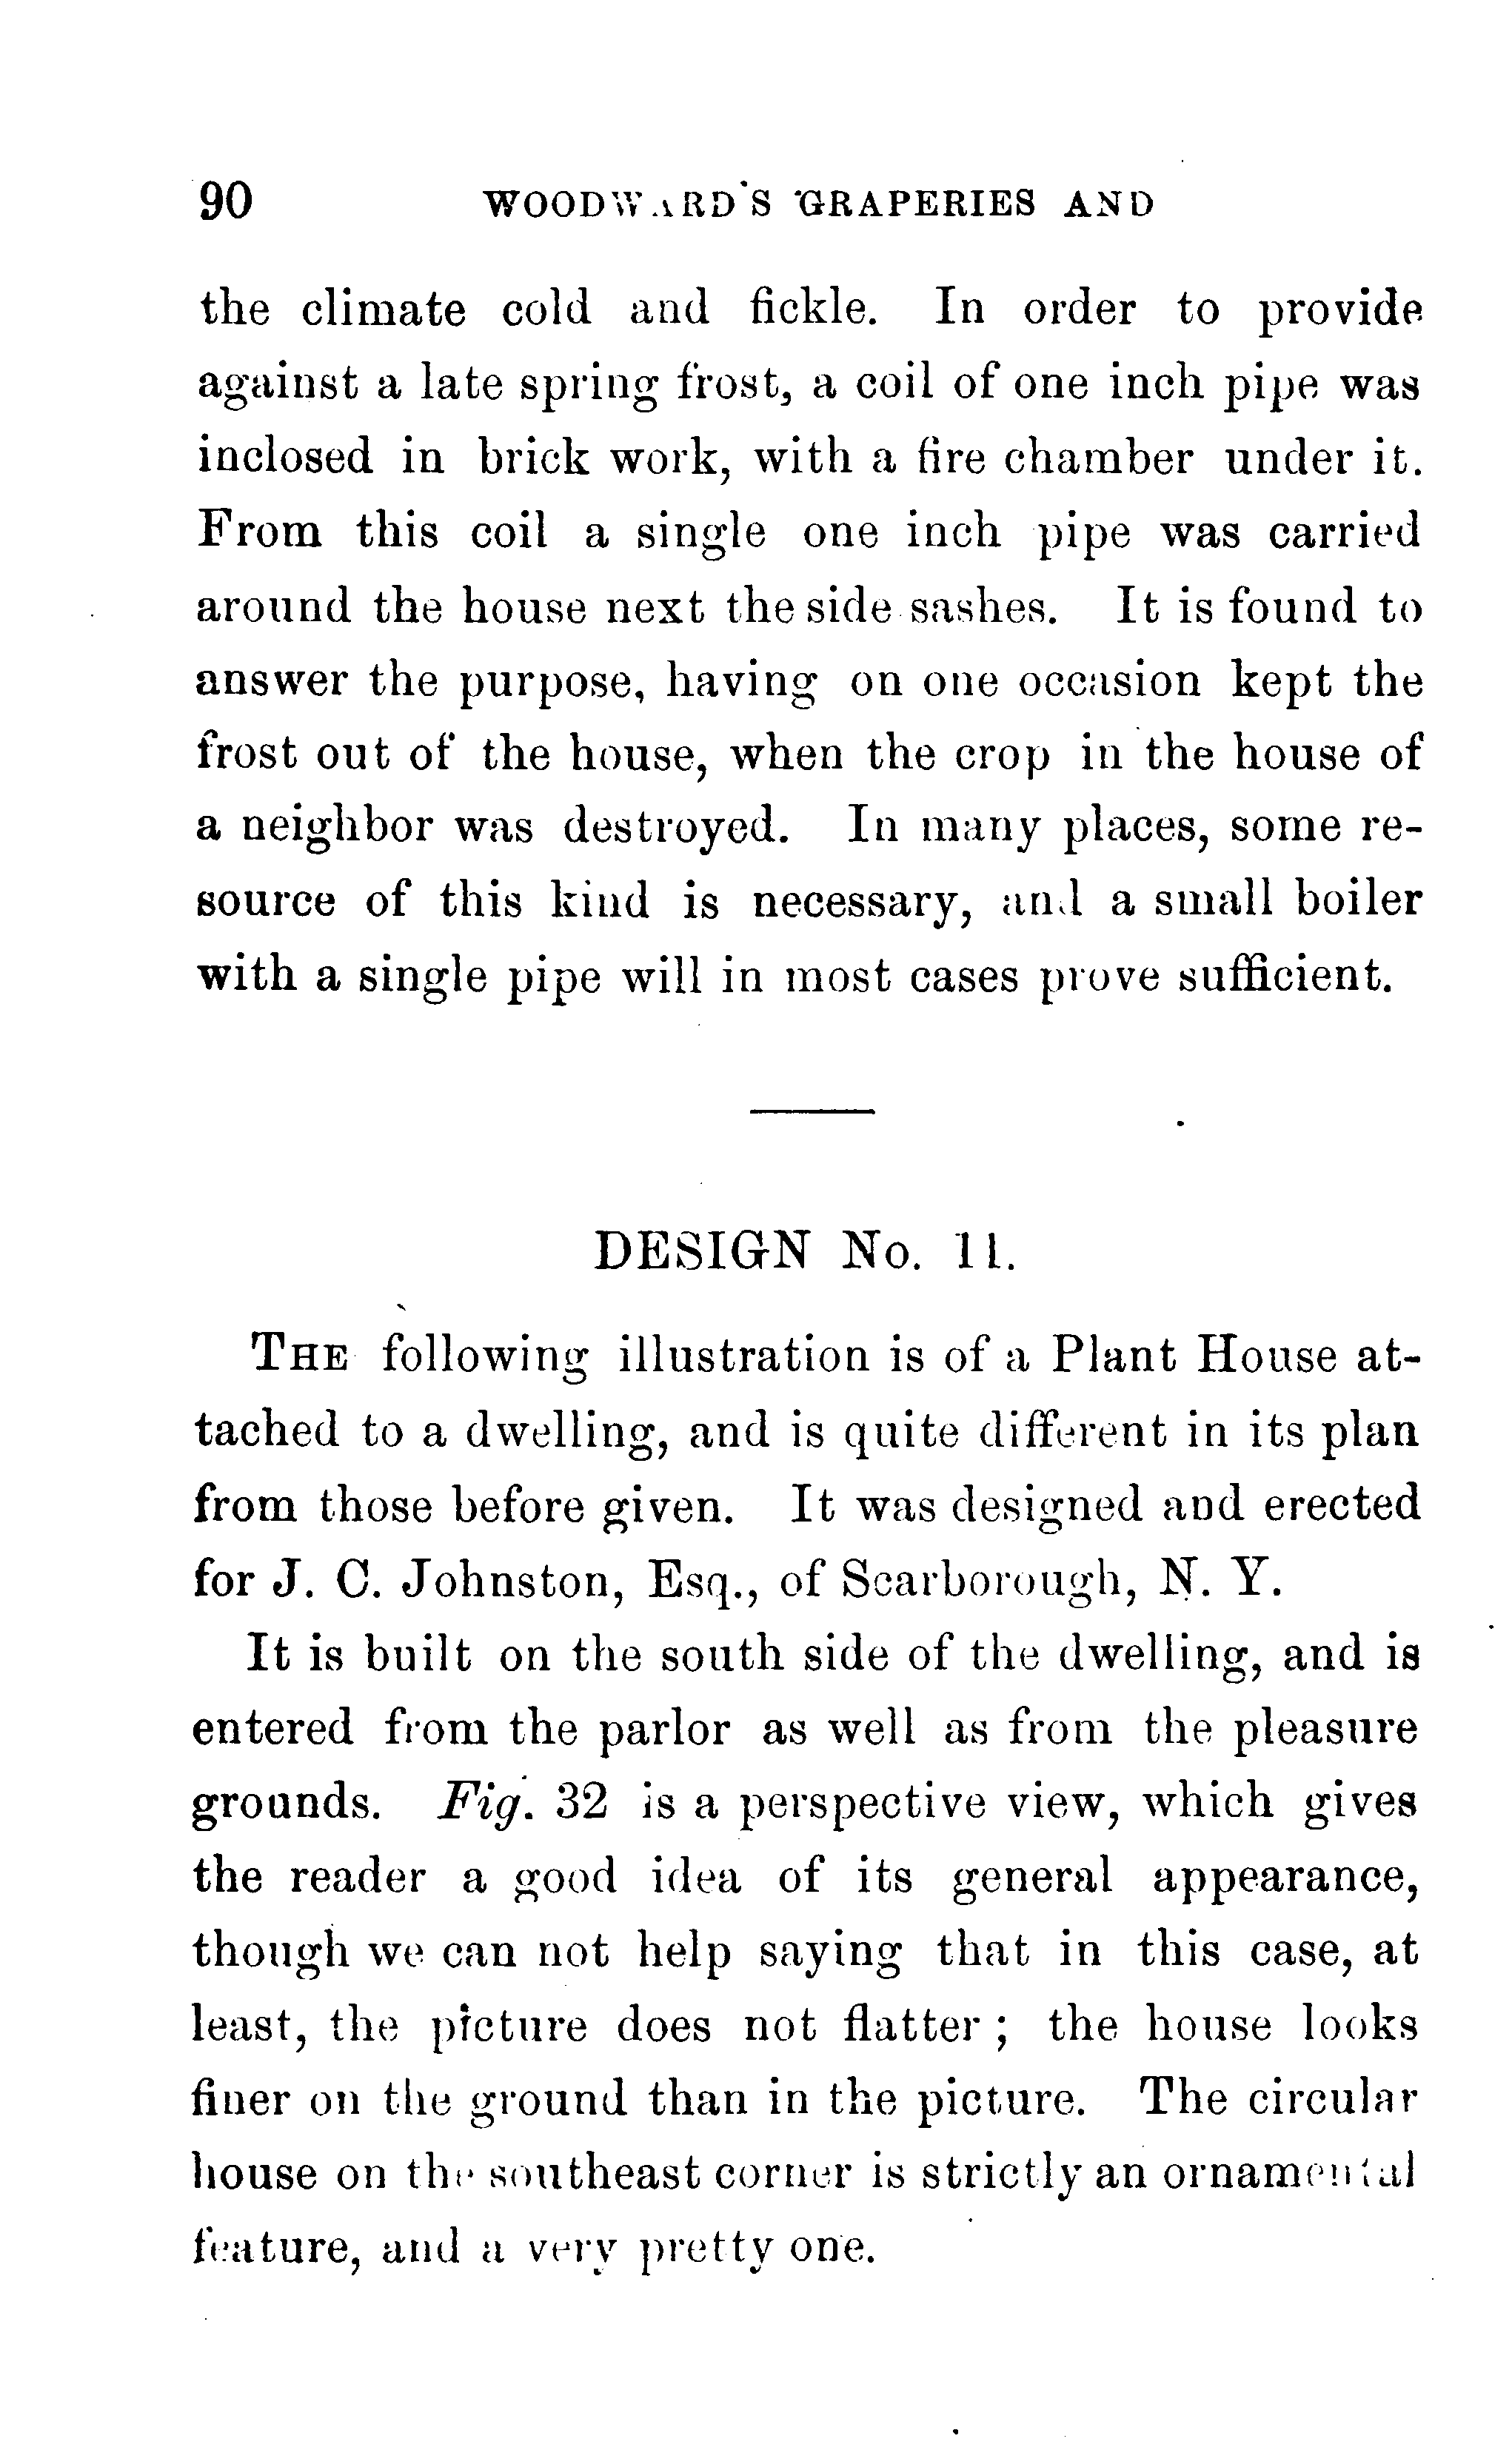 90 WOODWARD'S GRAPERIES AND
the climate cold and fickle. In order to provide
against a late spring frost, a coil of one inch pipe was
inclosed in brick work, with a fire chamber under it.
From this coil a single one inch pipe was carried
around the house next the side sashes. It is found to
answer the purpose, having on one occasion kept the
frost out of the house, when the crop in the house of
a neighbor was destroyed. In many places, some re-
source of this kind is necessary, and a small boiler
with a single pipe will in most cases prove sufficient.
DESIGN No. 11.
THE following illustration is of a Plant House at-
tached to a dwelling, and is quite different in its plan
from those before given. It was designed and erected
for J. C. Johnston, Esq., of Scarborough, N. Y.
It is built on the south side of the dwelling, and is
entered from the parlor as well as from the pleasure
grounds. Fig. 32 is a perspective view, which gives
the reader a good idea of its general appearance,
though we can not help saying that in this case, at
least, the picture does not flatter; the house looks
finer on the ground than in the picture. The circular
house on the southeast corner is strictly an ornamental
feature, and a very pretty one.